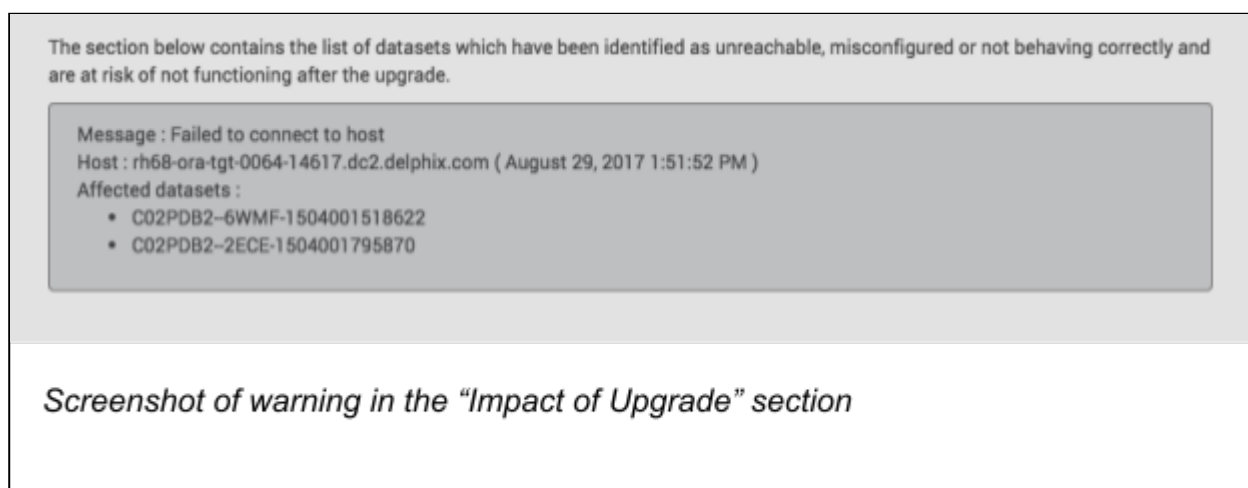 The section below contains the list of datasets which have been identified as unreachable, misconfigured or not behaving correctly and
are at risk of not functioning after the upgrade.
Message : Failed to connect to host
Host : rh68-ora-tgt-0064-14617.dc2.delphix.com ( August 29, 2017 1:51:52 PM )
Affected datasets :
• C02PDB2--6WMF-1504001518622
• C02PDB2--2ECE-1504001795870
Screenshot of warning in the “Impact of Upgrade” section